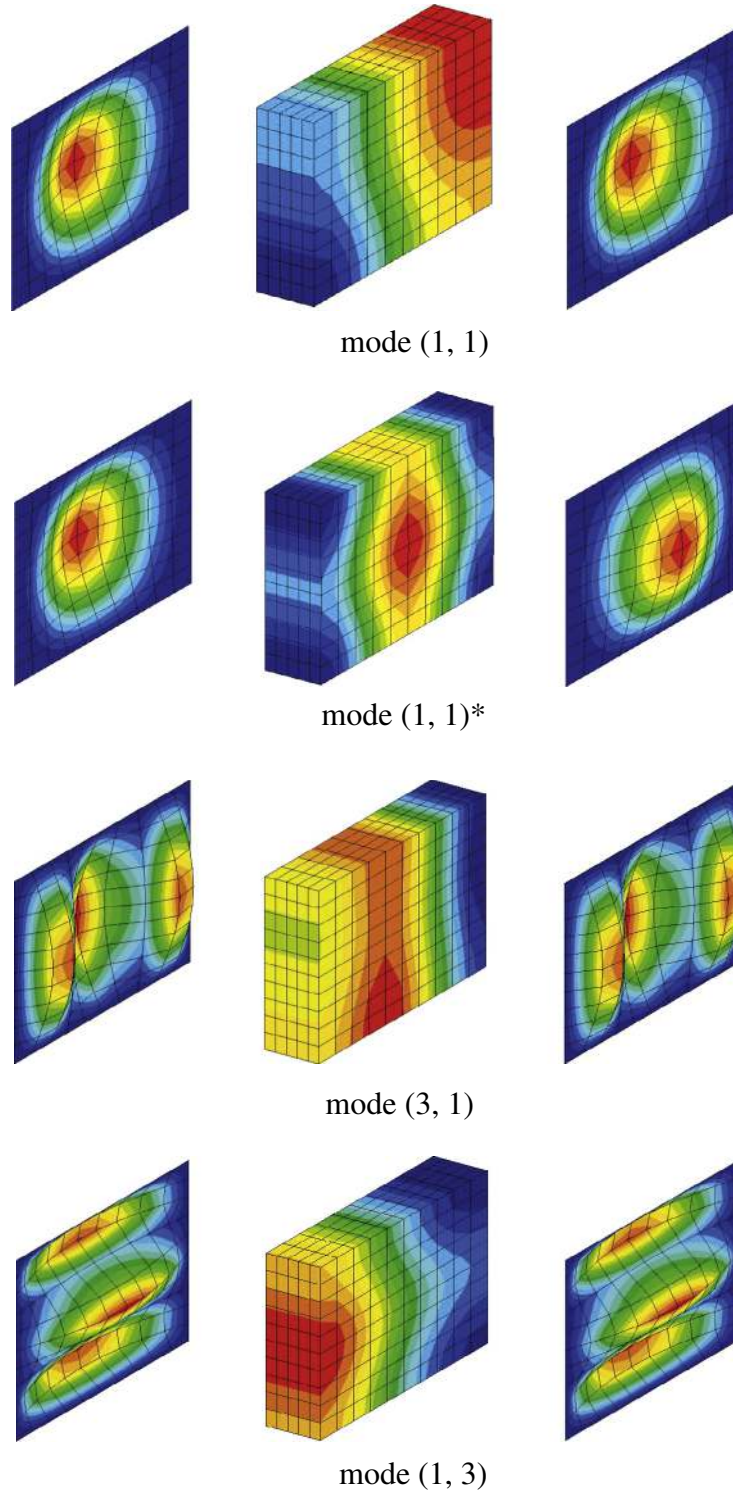 mode (1, 1)
mode (1, 1)*
mode (3, 1)
mode (1, 3)